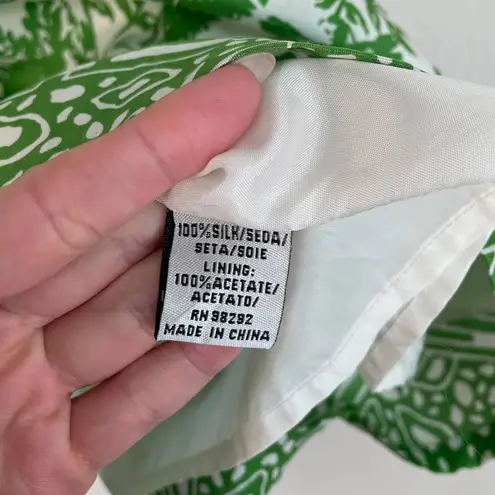 100%SILK/SEDA/
SETA/SOIE
LINING:
100%ACETATE/
ACETATO/
RN 98292
MADE IN CHINA